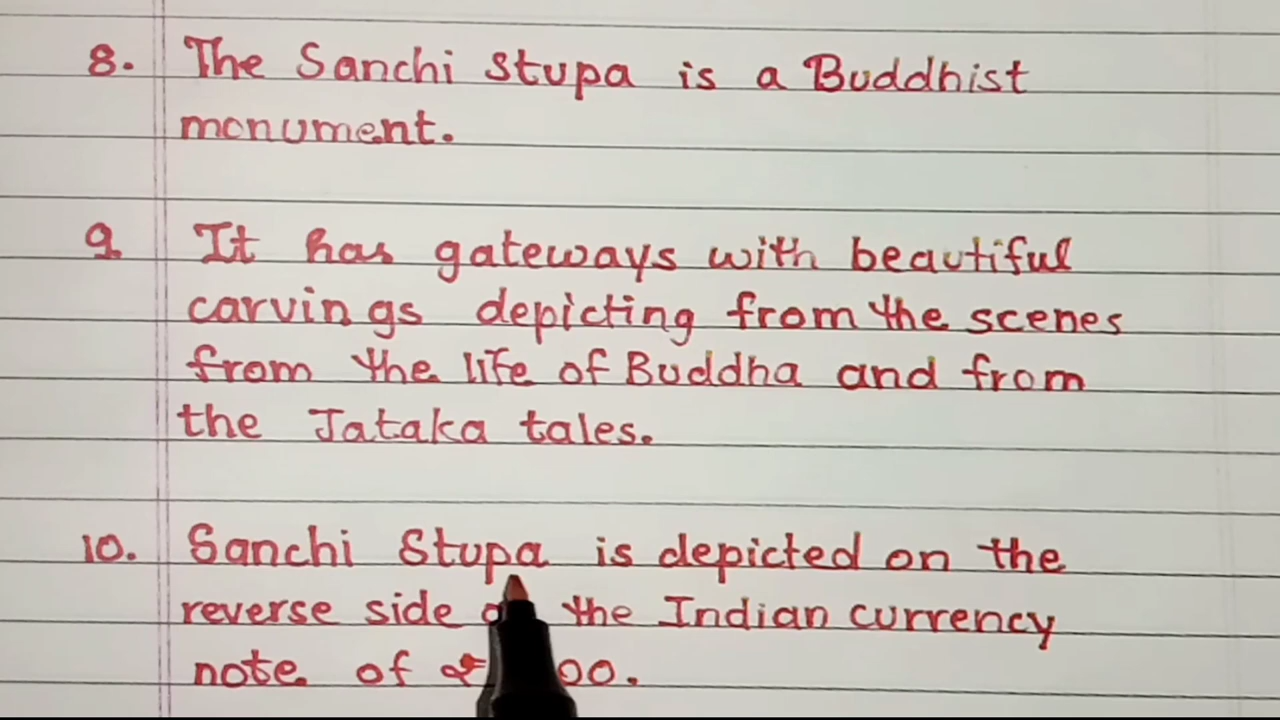 8. The Sanchi Stupa is a Buddhist
monument.
9 It has gateways with beautiful
carvings depicting from the scenes
from the life of Buddha and from
the Jataka tales.
10. Sanchi Stupa is depicted on the
reverse side the Indian currency
note of